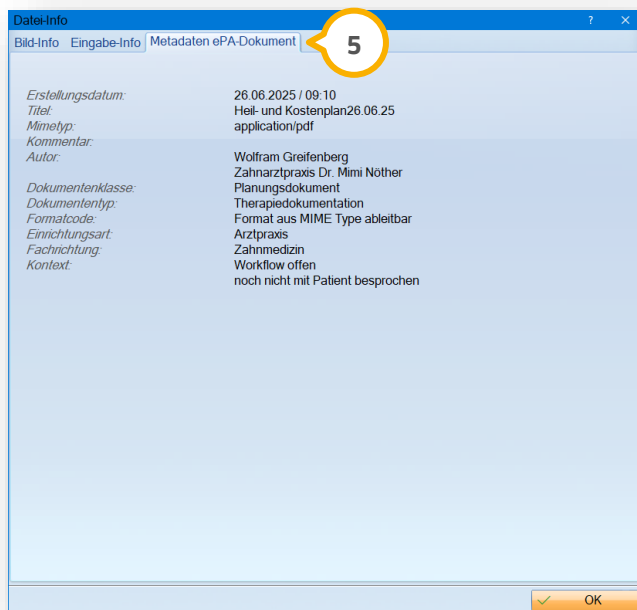 Datei-Info ? ×
Bild-Info Eingabe-Info Metadaten ePA-Dokument 5
Erstellungsdatum: 26.06.2025 / 09:10
Titel: Heil- und Kostenplan26.06.25
Mimetyp: application/pdf
Kommentar:
Autor: Wolfram Greifenberg
Zahnarztpraxis Dr. Mimi Nöther
Dokumentenklasse: Planungsdokument
Dokumententyp: Therapiedokumentation
Formatcode: Format aus MIME Type ableitbar
Einrichtungsart: Arztpraxis
Fachrichtung: Zahnmedizin
Kontext: Workflow offen
noch nicht mit Patient besprochen
OK